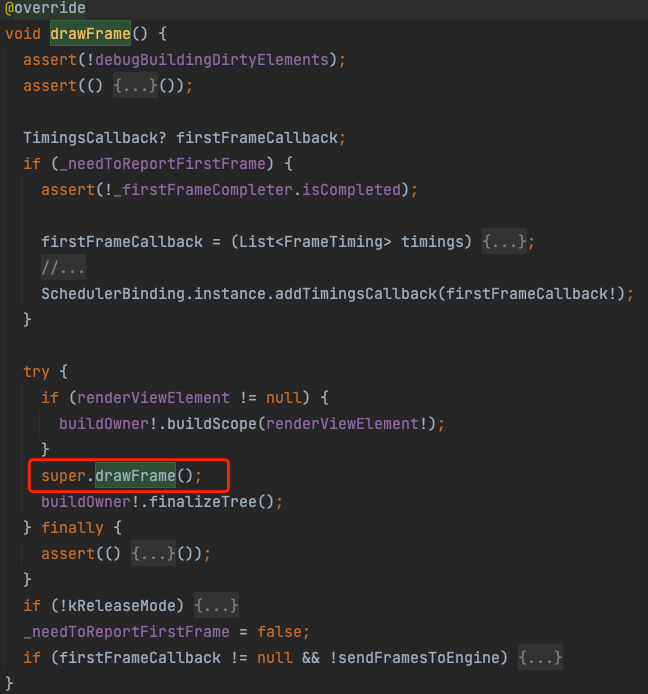 @override
void drawFrame() {
  assert(!debugBuildingDirtyElements);
  assert(() {...}());

  TimingsCallback? firstFrameCallback;
  if (_needToReportFirstFrame) {
    assert(!_firstFrameCompleter.isCompleted);

    firstFrameCallback = (List<FrameTiming> timings) {...};
    //...
    SchedulerBinding.instance.addTimingsCallback(firstFrameCallback!);
  }

  try {
    if (renderViewElement != null) {
      buildOwner!.buildScope(renderViewElement!);
    }
    super.drawFrame();
    buildOwner!.finalizeTree();
  } finally {
    assert(() {...}());
  }
  if (!kReleaseMode) {...}
  _needToReportFirstFrame = false;
  if (firstFrameCallback != null && !sendFramesToEngine) {...}
}